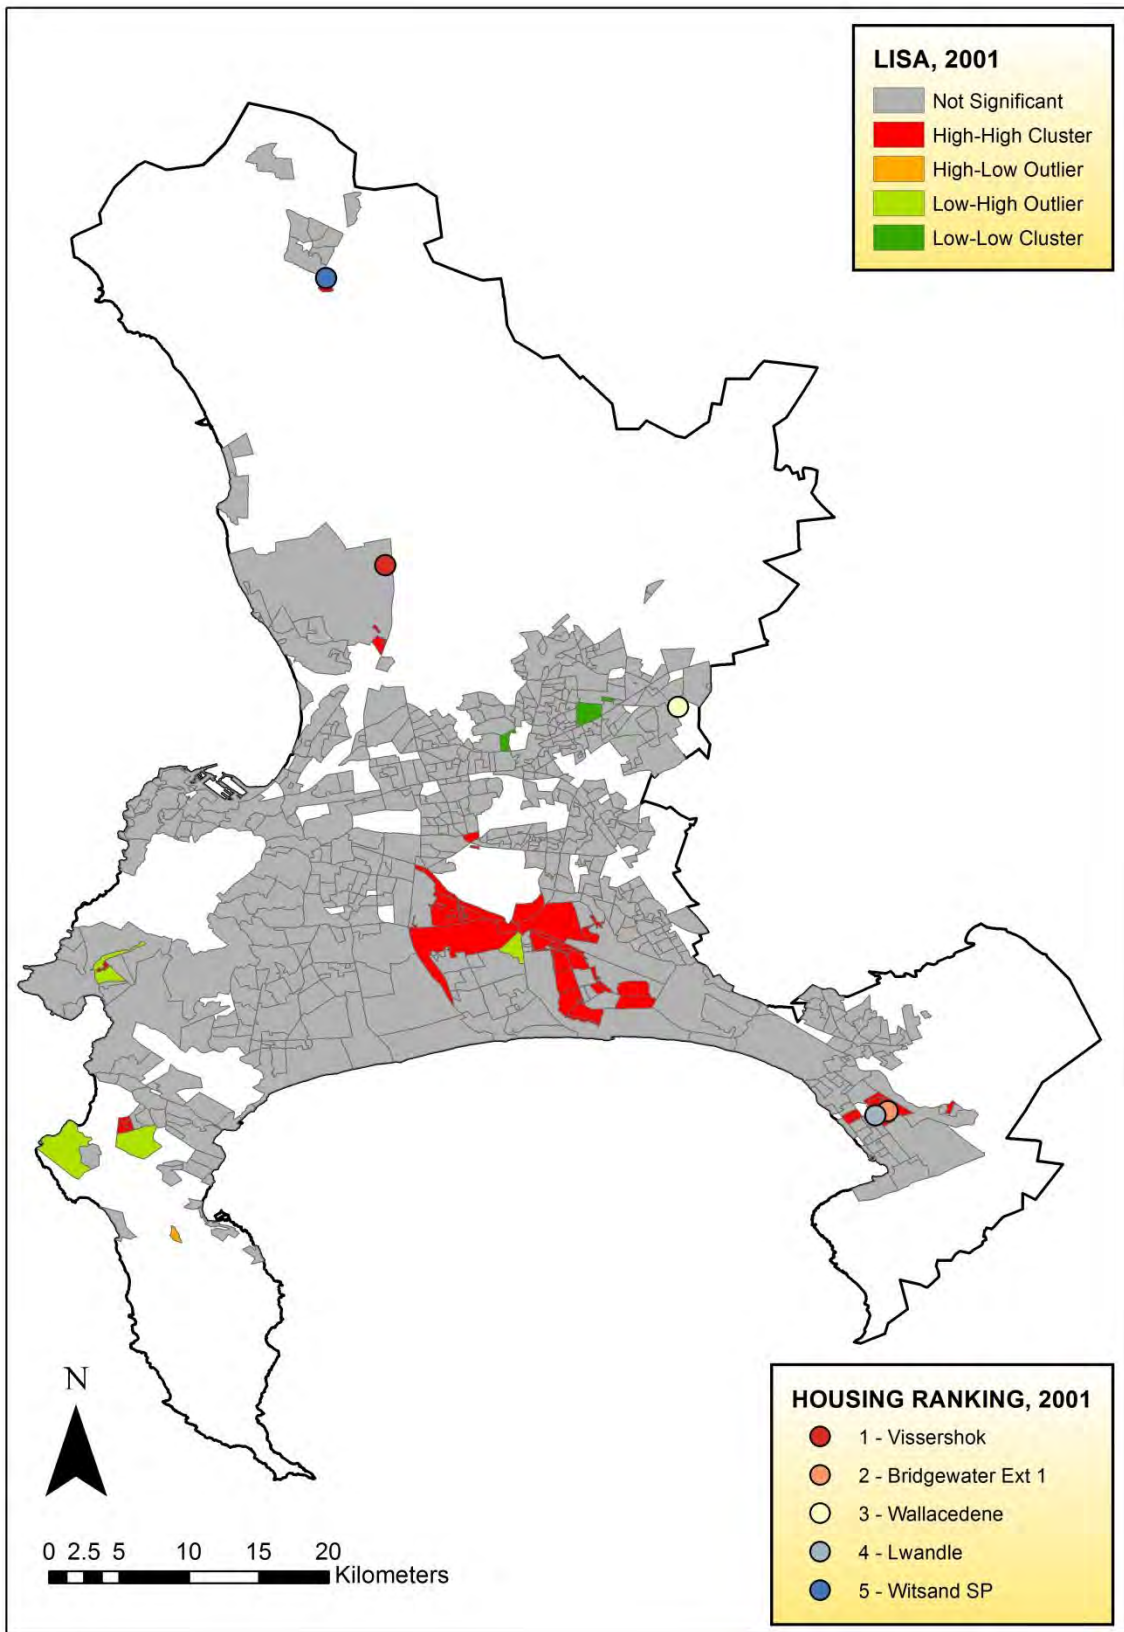 LISA, 2001
Not Significant
High-High Cluster
High-Low Outlier
Low-High Outlier
Low-Low Cluster
N
0 2.5 5 10 15 20
Kilometers
HOUSING RANKING, 2001
1 - Vissershok
2 - Bridgewater Ext 1
3 - Wallacedene
4 - Lwandle
5 - Witsand SP